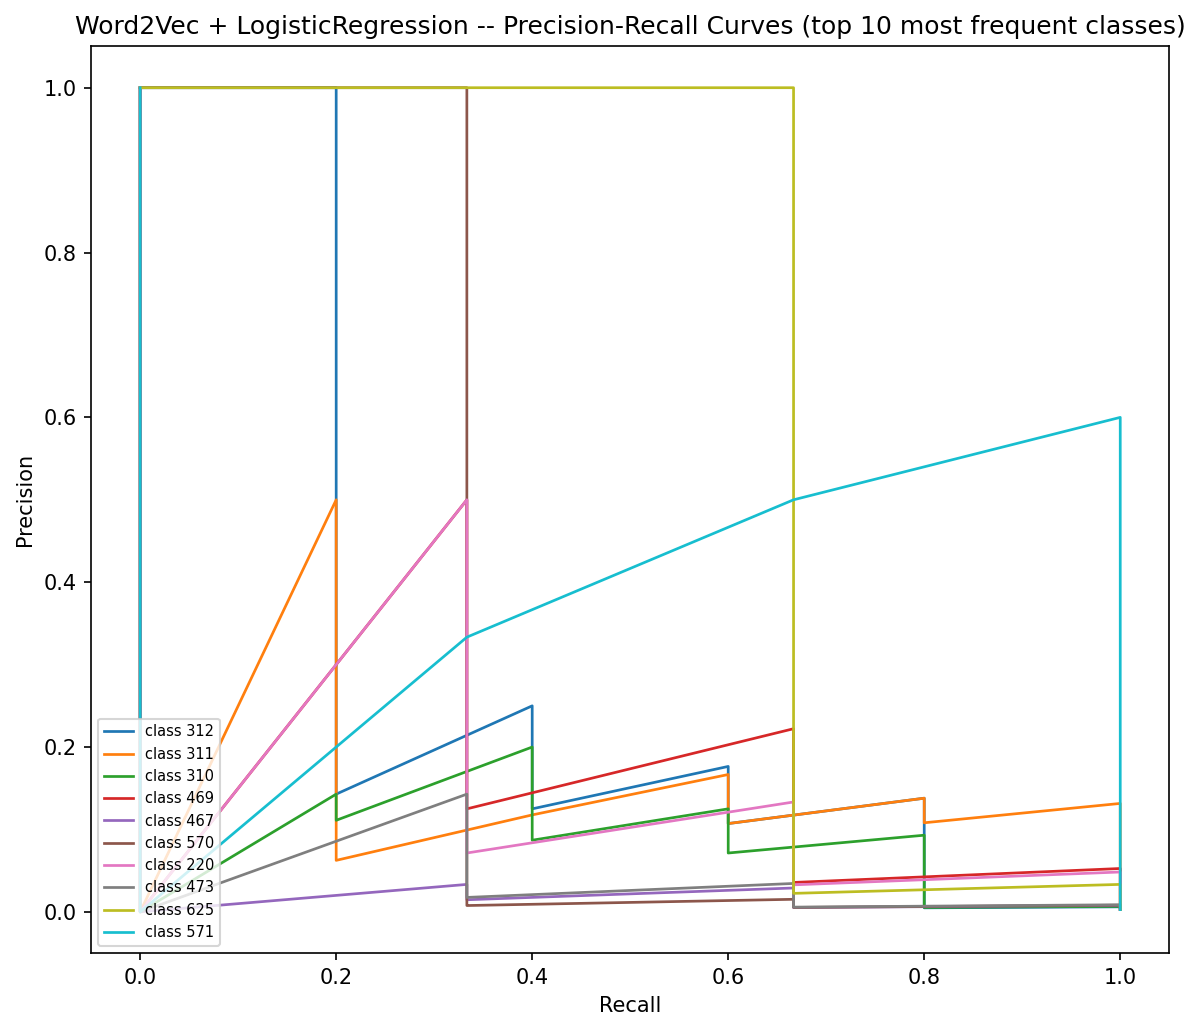 Word2Vec + LogisticRegression -- Precision-Recall Curves (top 10 most frequent classes)
1.0
0.8
0.6
0.4
0.2
0.0
Precision
class 312
class 311
class 310
class 469
class 467
class 570
class 220
class 473
class 625
class 571
0.0 0.2 0.4 0.6 0.8 1.0
Recall